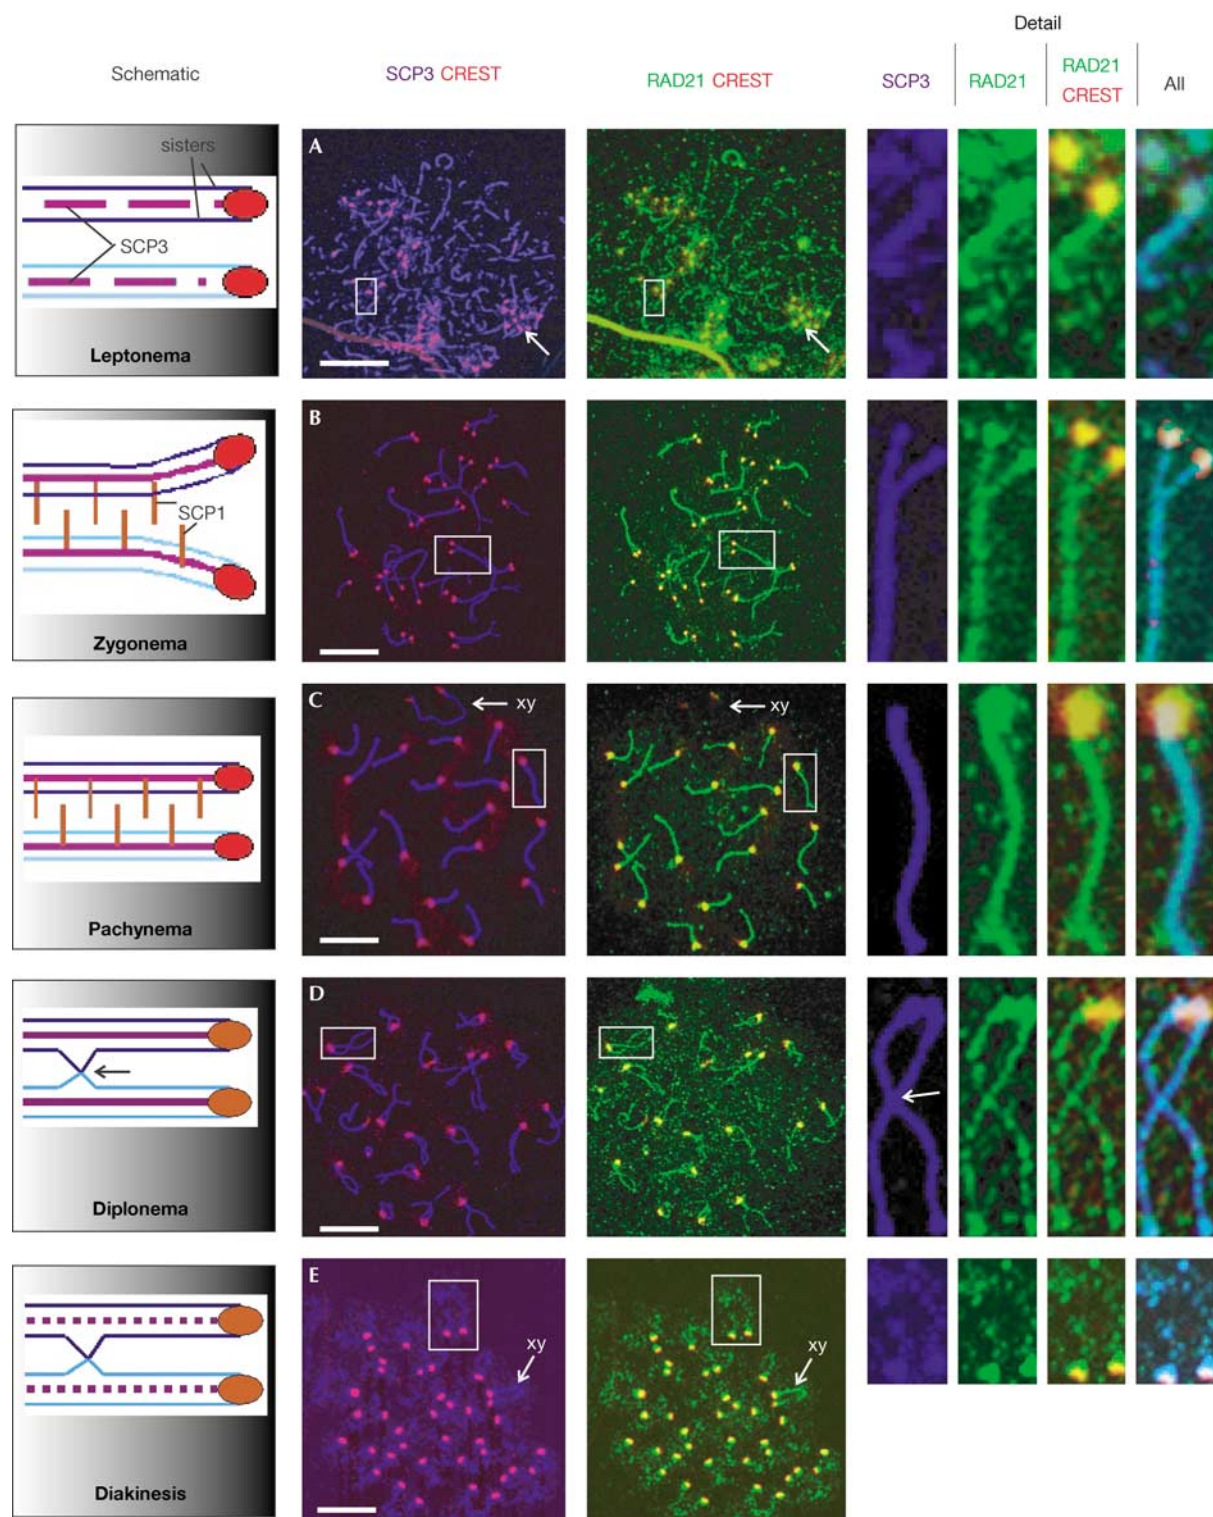 Detail
Schematic
SCP3 CREST
RAD21 CREST
SCP3
RAD21
RAD21
CREST
All
sisters
SCP3
Leptonema
A
SCP1
Zygonema
B
Pachynema
C
xy
xy
Diplonema
D
Diakinesis
E
xy
xy